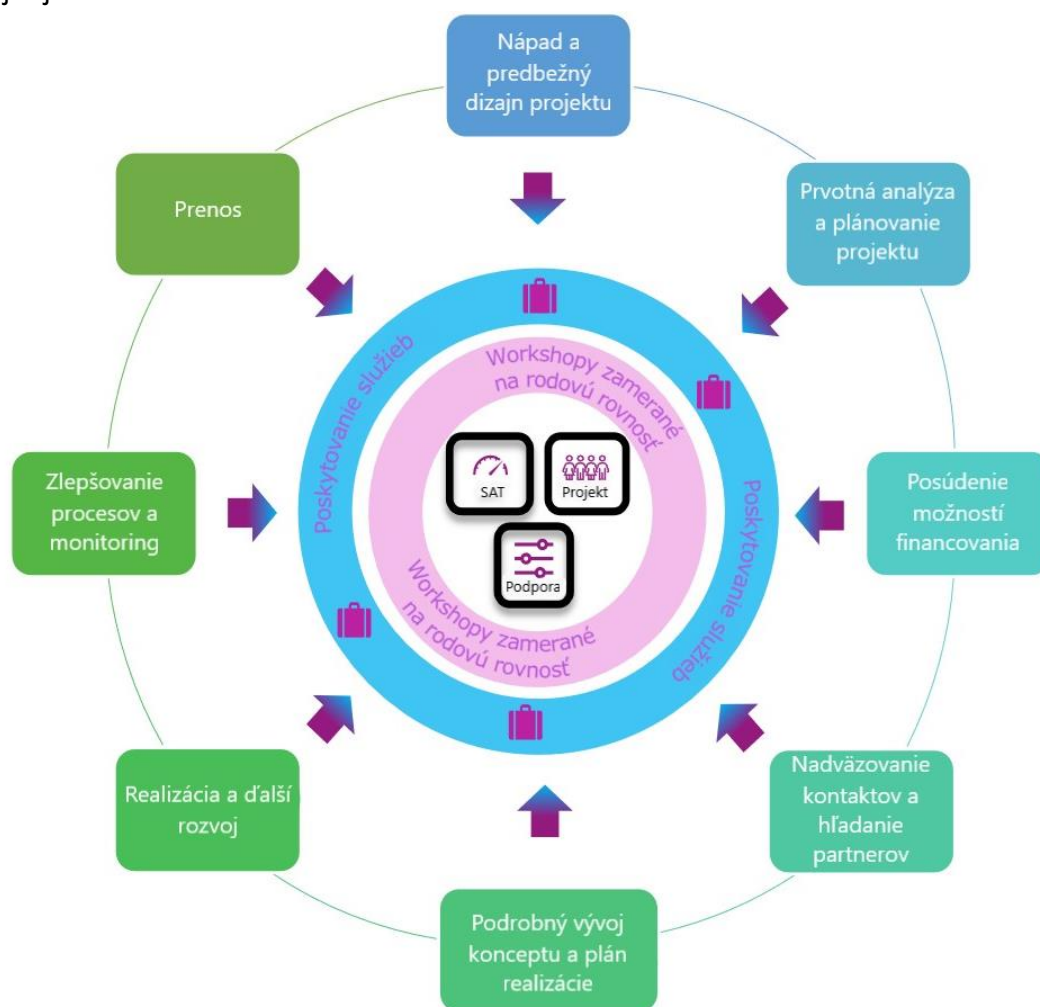 Nápad a
predbežný
dizajn projektu
Prvotná analýza
a plánovanie
projektu
Posúdenie
možností
financovania
Nadväzovanie
kontaktov a
hľadanie
partnerov
Podrobný vývoj
konceptu a plán
realizácie
Realizácia a ďalší
rozvoj
Zlepšovanie
procesov a
monitoring
Prenos
Poskytovanie služieb
Poskytovanie služieb
Workshopy zamerané
na rodovú rovnosť
SAT
Projekt
Podpora
Workshopy zamerané
na rodovú rovnosť